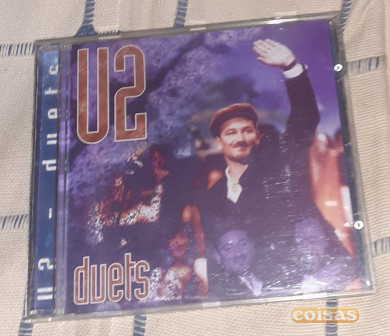 U2
duets
U2 - duets
coisas